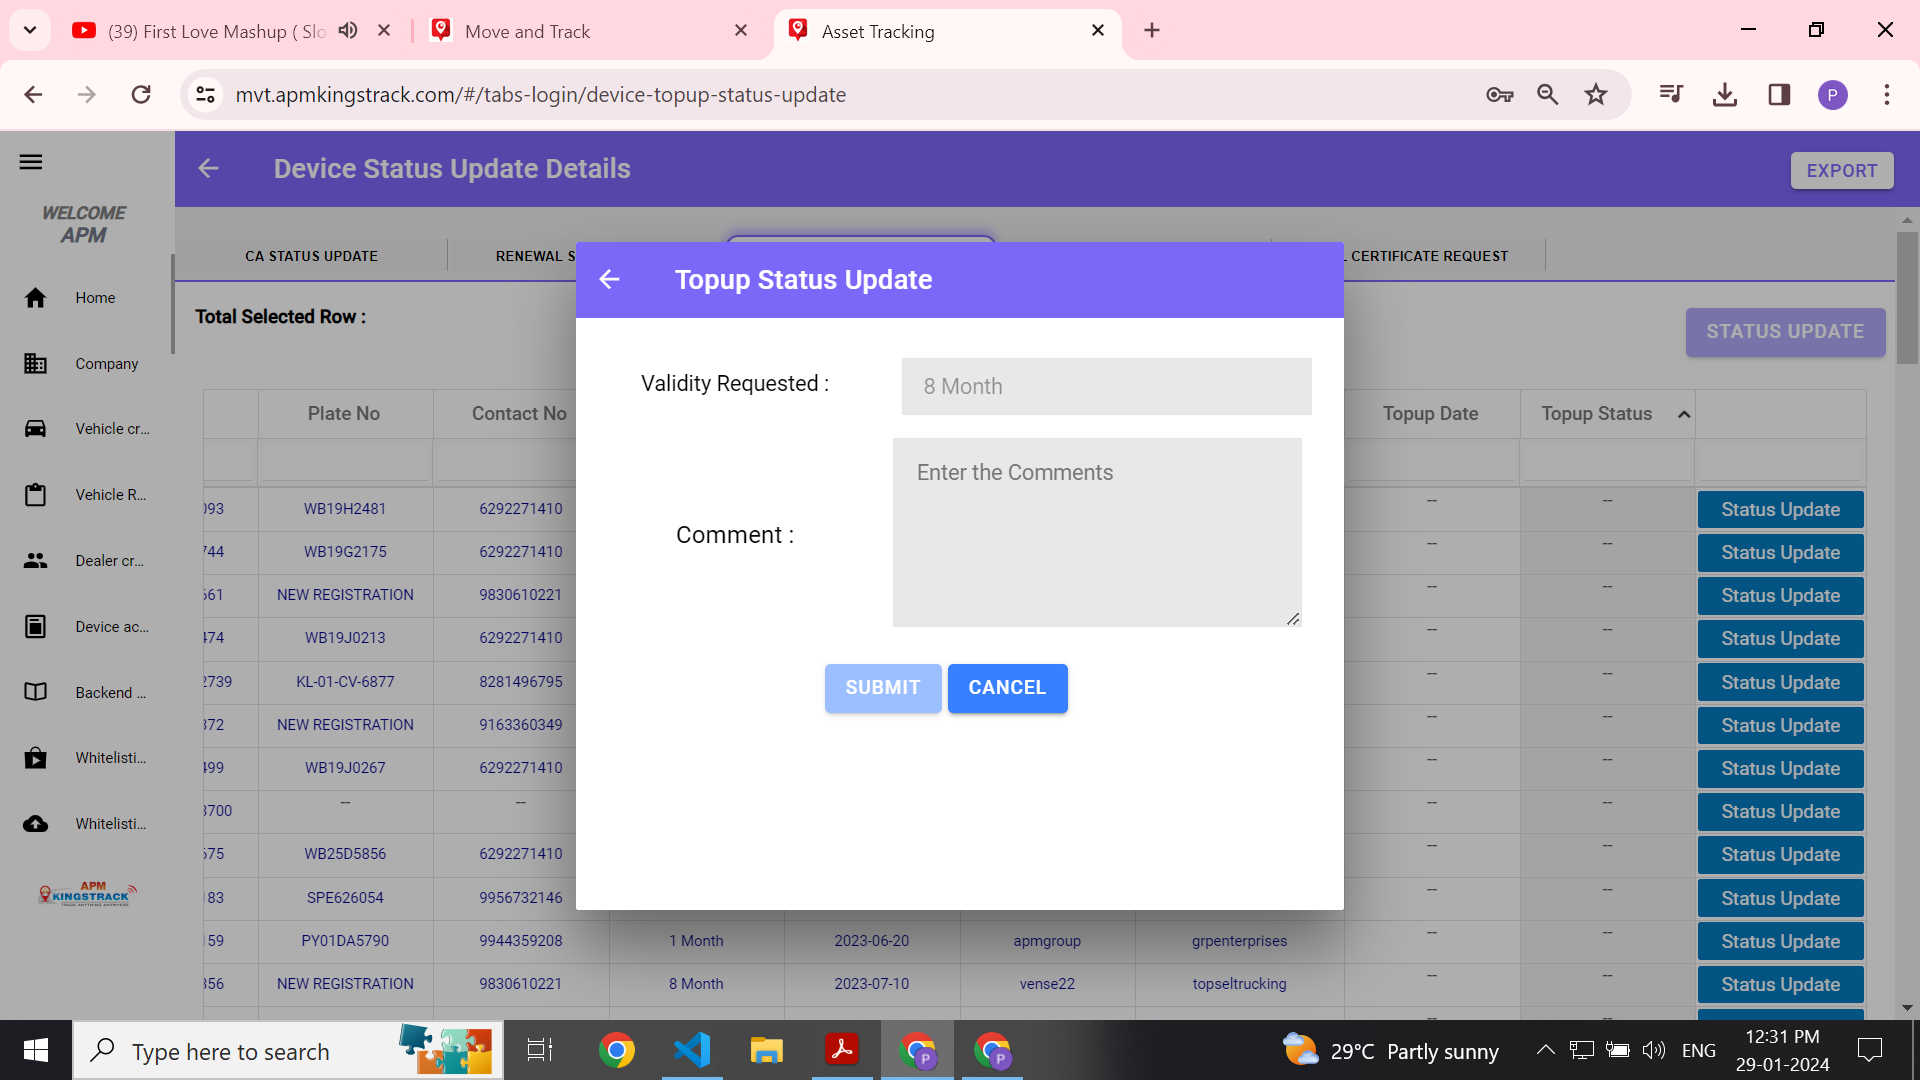 (39) First Love Mashup ( Slo
Move and Track
Asset Tracking
mvt.apmkingstrack.com/#/tabs-login/device-topup-status-update
P
WELCOME
APM
Home
Company
Vehicle cr...
Vehicle R...
Dealer cr...
Device ac...
Backend ...
Whitelisti...
Whitelisti...
APM
KINGSTRACK
Device Status Update Details
EXPORT
CA STATUS UPDATE
RENEWAL S
L CERTIFICATE REQUEST
Total Selected Row :
STATUS UPDATE
Plate No Contact No Topup Date Topup Status
093 WB19H2481 6292271410 -- -- Status Update
744 WB19G2175 6292271410 -- -- Status Update
661 NEW REGISTRATION 9830610221 -- -- Status Update
474 WB19J0213 6292271410 -- -- Status Update
2739 KL-01-CV-6877 8281496795 -- -- Status Update
372 NEW REGISTRATION 9163360349 -- -- Status Update
499 WB19J0267 6292271410 -- -- Status Update
3700 -- -- -- -- Status Update
675 WB25D5856 6292271410 -- -- Status Update
183 SPE626054 9956732146 -- -- Status Update
159 PY01DA5790 9944359208 1 Month 2023-06-20 apmgroup grpenterprises -- -- Status Update
356 NEW REGISTRATION 9830610221 8 Month 2023-07-10 vense22 topseltrucking -- -- Status Update
-- --
Topup Status Update
Validity Requested :
8 Month
Comment :
Enter the Comments
SUBMIT
CANCEL
Type here to search
29°C Partly sunny
ENG
12:31 PM
29-01-2024